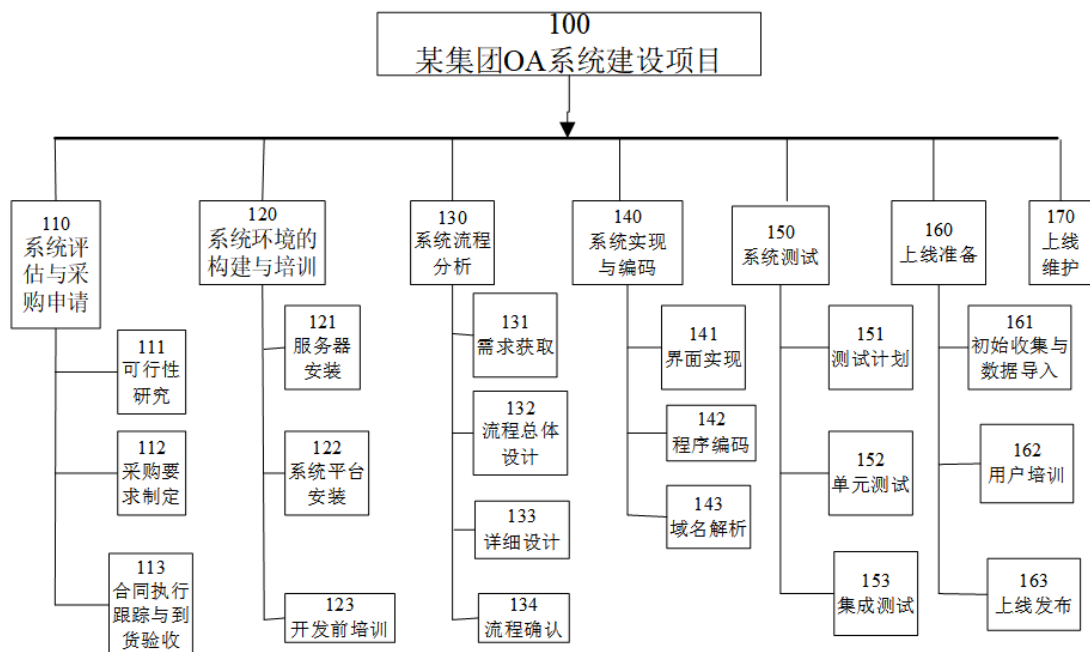 100
某集团OA系统建设项目
110
系统评
估与采
购申请
120
系统环境的
构建与培训
130
系统流程
分析
140
系统实现
与编码
150
系统测试
160
上线准备
170
上线
维护
111
可行性
研究
112
采购要
求制定
113
合同执行
跟踪与到
货验收
121
服务器
安装
122
系统平台
安装
123
开发前培训
131
需求获取
132
流程总体
设计
133
详细设计
134
流程确认
141
界面实现
142
程序编码
143
域名解析
151
测试计划
152
单元测试
153
集成测试
161
初始收集与
数据导入
162
用户培训
163
上线发布